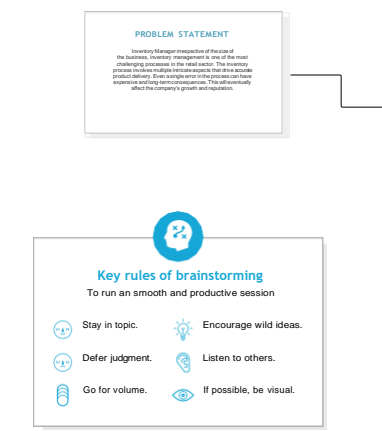 PROBLEM STATEMENT
Inventory Manager irrespective of the size of
the business, inventory management is one of the most
challenging processes in the retail sector. The inventory
process involves multiple intricate aspects that drive accurate
product delivery. Even a single error in the process can have
expensive and long-term consequences. This will eventually
affect the company's growth and reputation.
Key rules of brainstorming
To run an smooth and productive session
Stay in topic.
Encourage wild ideas.
Defer judgment.
Listen to others.
Go for volume.
If possible, be visual.